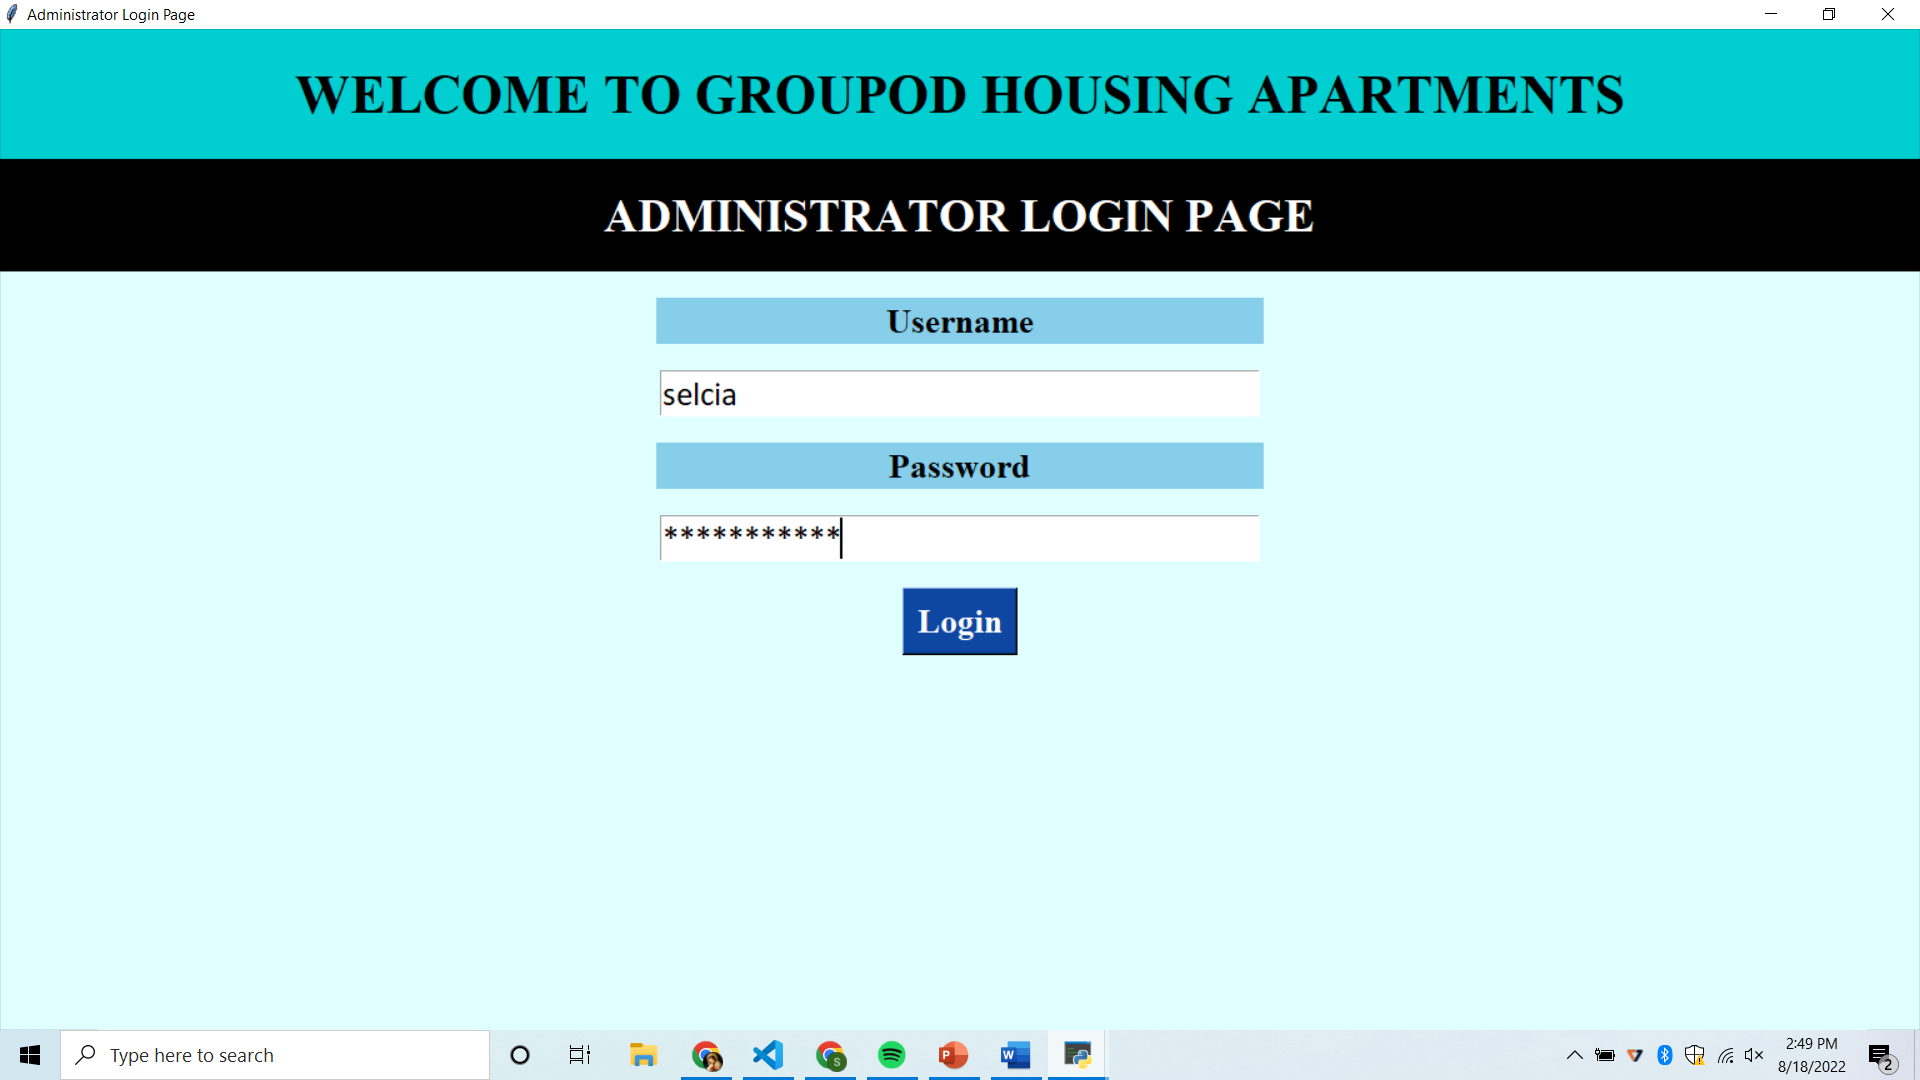 Administrator Login Page
WELCOME TO GROUPOD HOUSING APARTMENTS
ADMINISTRATOR LOGIN PAGE
Username
selcia
Password
***********
Login
Type here to search
S
P
W
2:49 PM
8/18/2022
2